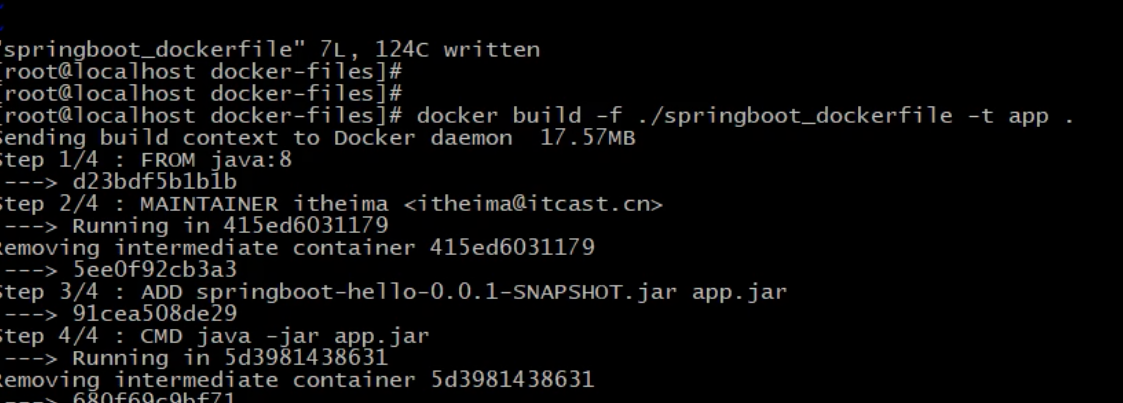 "springboot_dockerfile" 7L, 124C written
[root@localhost docker-files]#
[root@localhost docker-files]#
[root@localhost docker-files]# docker build -f ./springboot_dockerfile -t app .
Sending build context to Docker daemon  17.57MB
Step 1/4 : FROM java:8
---> d23bdf5b1b1b
Step 2/4 : MAINTAINER itheima <itheima@itcast.cn>
---> Running in 415ed6031179
Removing intermediate container 415ed6031179
---> 5ee0f92cb3a3
Step 3/4 : ADD springboot-hello-0.0.1-SNAPSHOT.jar app.jar
---> 91cea508de29
Step 4/4 : CMD java -jar app.jar
---> Running in 5d3981438631
Removing intermediate container 5d3981438631
---> 680f69c9bf71